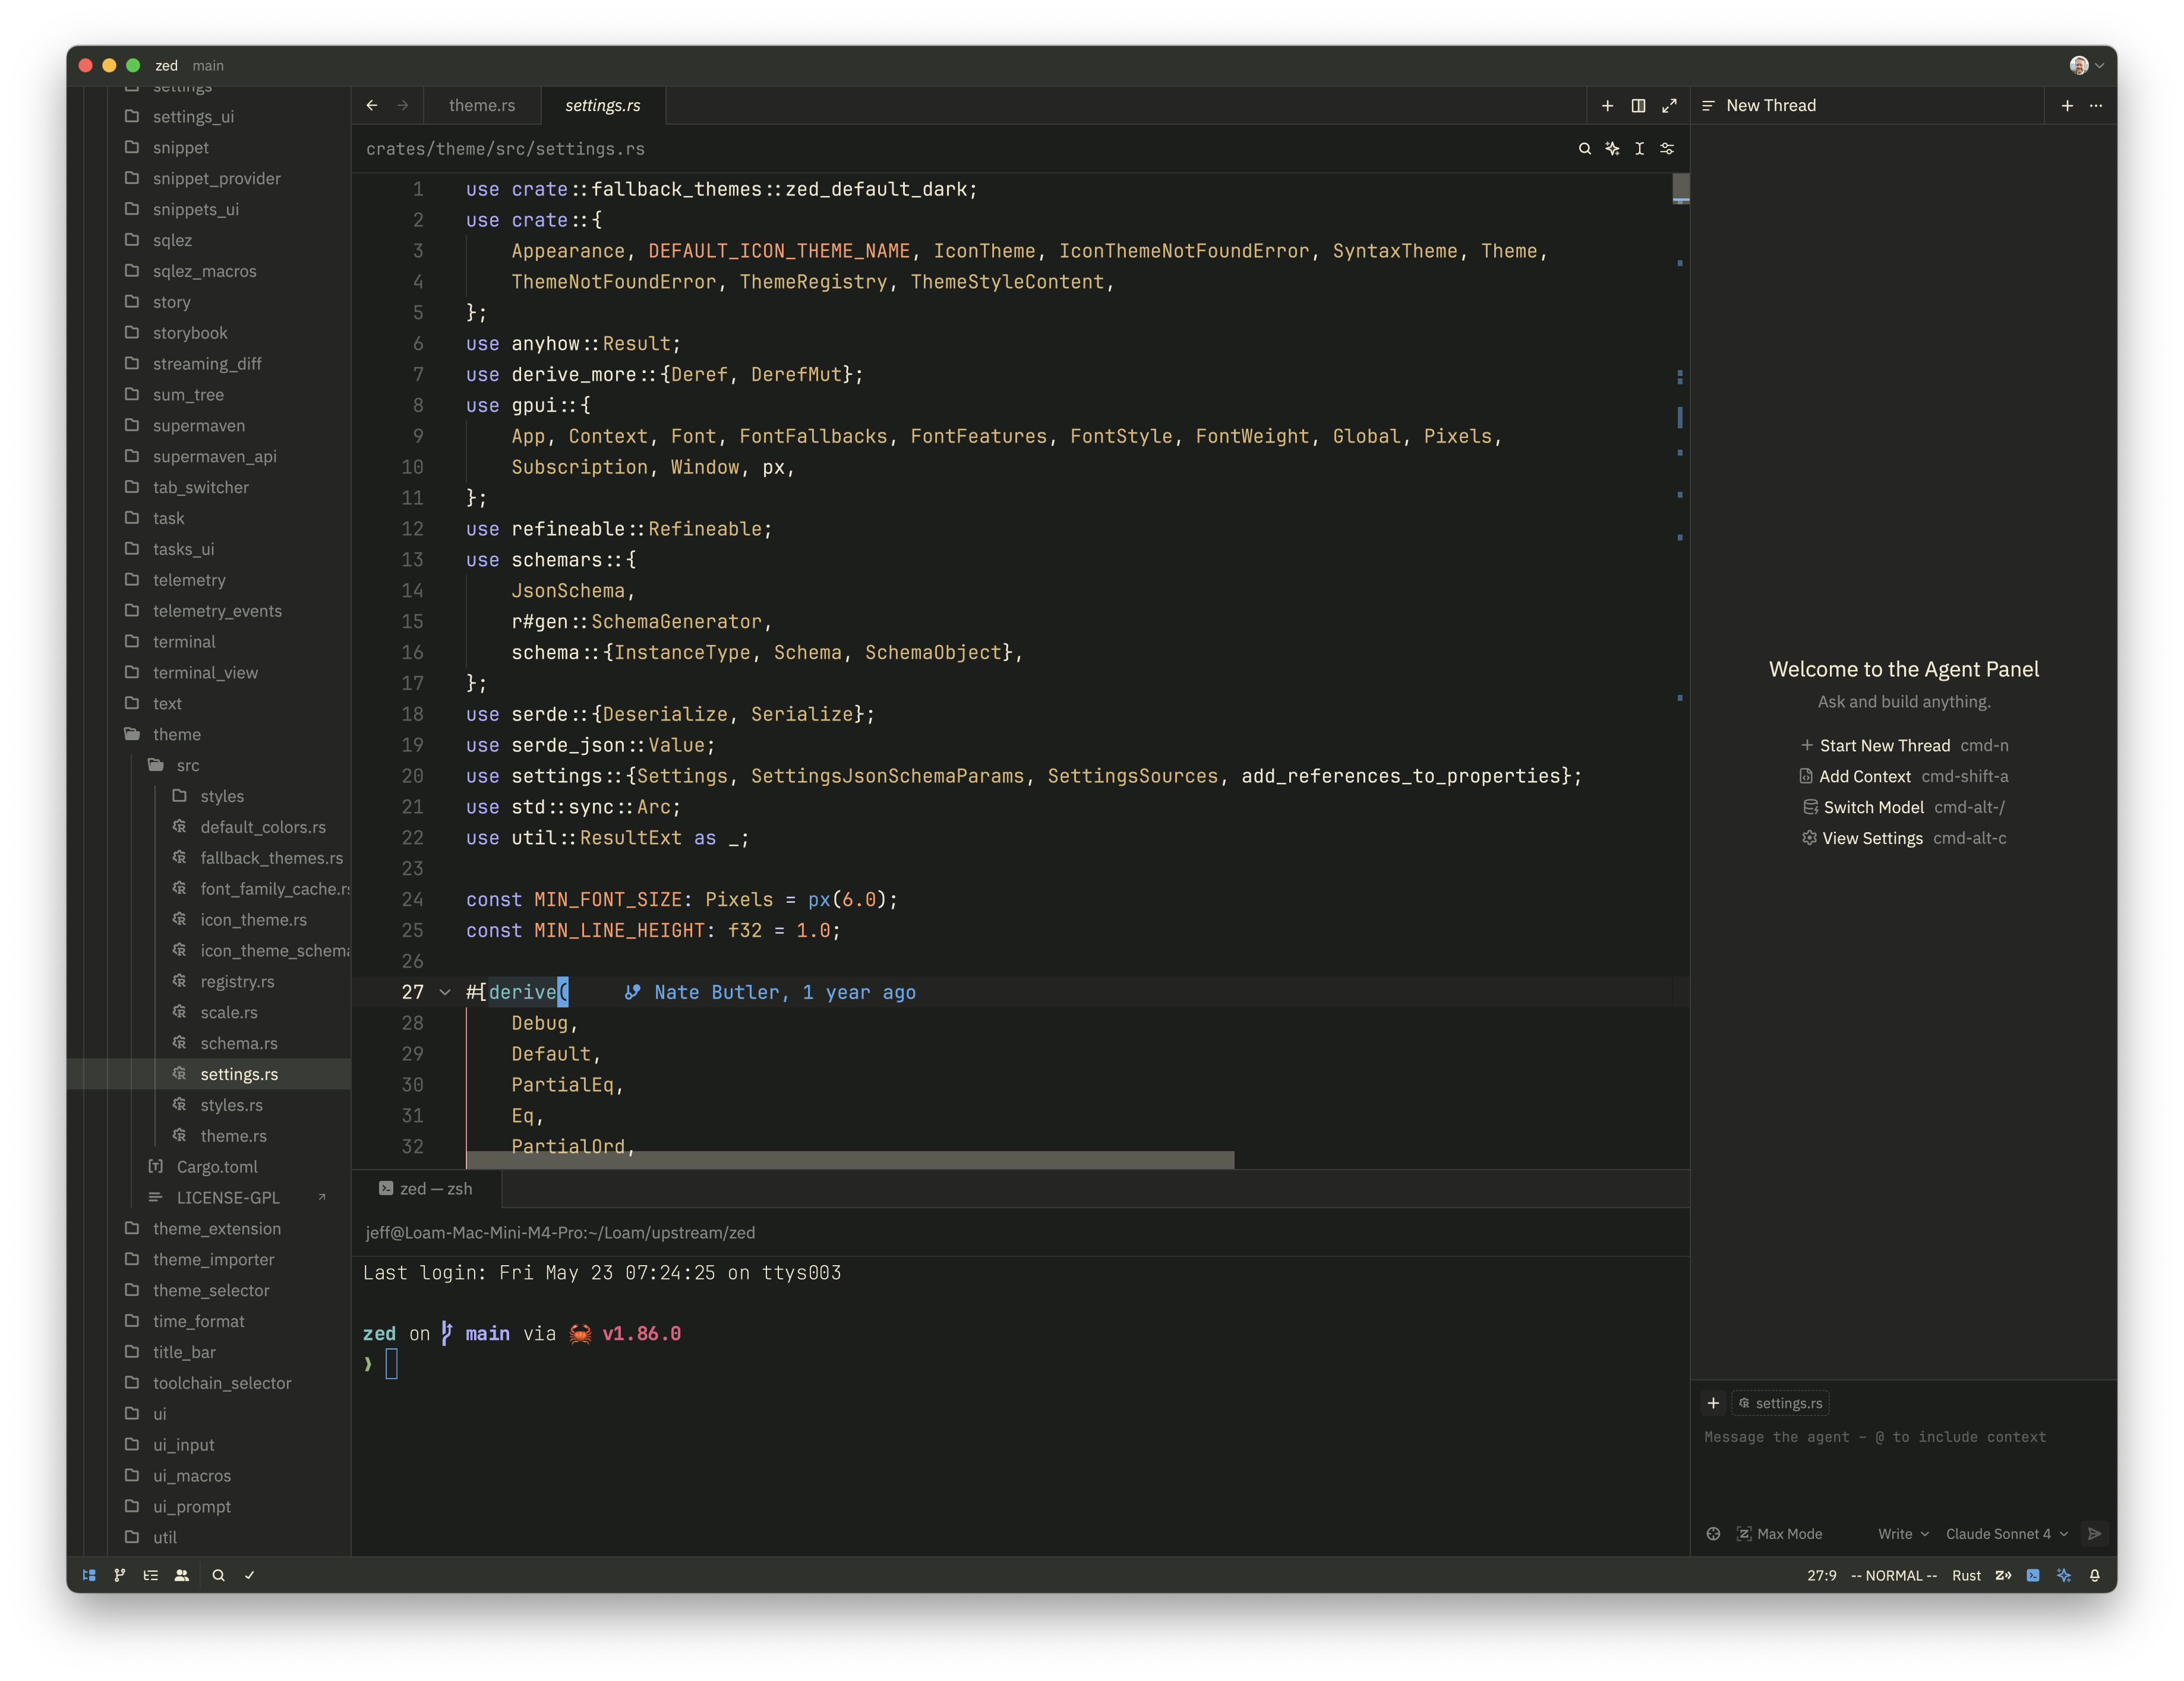 zed main
settings
settings_ui
snippet
snippet_provider
snippets_ui
sqlez
sqlez_macros
story
storybook
streaming_diff
sum_tree
supermaven
supermaven_api
tab_switcher
task
tasks_ui
telemetry
telemetry_events
terminal
terminal_view
text
theme
src
styles
default_colors.rs
fallback_themes.rs
font_family_cache.rs
icon_theme.rs
icon_theme_schema
registry.rs
scale.rs
schema.rs
settings.rs
styles.rs
theme.rs
Cargo.toml
LICENSE-GPL
theme_extension
theme_importer
theme_selector
time_format
title_bar
toolchain_selector
ui
ui_input
ui_macros
ui_prompt
util
theme.rs settings.rs
crates/theme/src/settings.rs
1 use crate::fallback_themes::zed_default_dark;
2 use crate::{
3 Appearance, DEFAULT_ICON_THEME_NAME, IconTheme, IconThemeNotFoundError, SyntaxTheme, Theme,
4 ThemeNotFoundError, ThemeRegistry, ThemeStyleContent,
5 };
6 use anyhow::Result;
7 use derive_more::{Deref, DerefMut};
8 use gpui::{
9 App, Context, Font, FontFallbacks, FontFeatures, FontStyle, FontWeight, Global, Pixels,
10 Subscription, Window, px,
11 };
12 use refineable::Refineable;
13 use schemars::{
14 JsonSchema,
15 r#gen::SchemaGenerator,
16 schema::{InstanceType, Schema, SchemaObject},
17 };
18 use serde::{Deserialize, Serialize};
19 use serde_json::Value;
20 use settings::{Settings, SettingsJsonSchemaParams, SettingsSources, add_references_to_properties};
21 use std::sync::Arc;
22 use util::ResultExt as _;
23
24 const MIN_FONT_SIZE: Pixels = px(6.0);
25 const MIN_LINE_HEIGHT: f32 = 1.0;
26
27 #[derive( Nate Butler, 1 year ago
28 Debug,
29 Default,
30 PartialEq,
31 Eq,
32 PartialOrd,
zed — zsh
jeff@Loam-Mac-Mini-M4-Pro:~/Loam/upstream/zed
Last login: Fri May 23 07:24:25 on ttys003
zed on main via 🦀 v1.86.0
❯
New Thread
Welcome to the Agent Panel
Ask and build anything.
Start New Thread cmd-n
Add Context cmd-shift-a
Switch Model cmd-alt-/
View Settings cmd-alt-c
settings.rs
Message the agent – @ to include context
Max Mode Write Claude Sonnet 4
27:9 -- NORMAL -- Rust